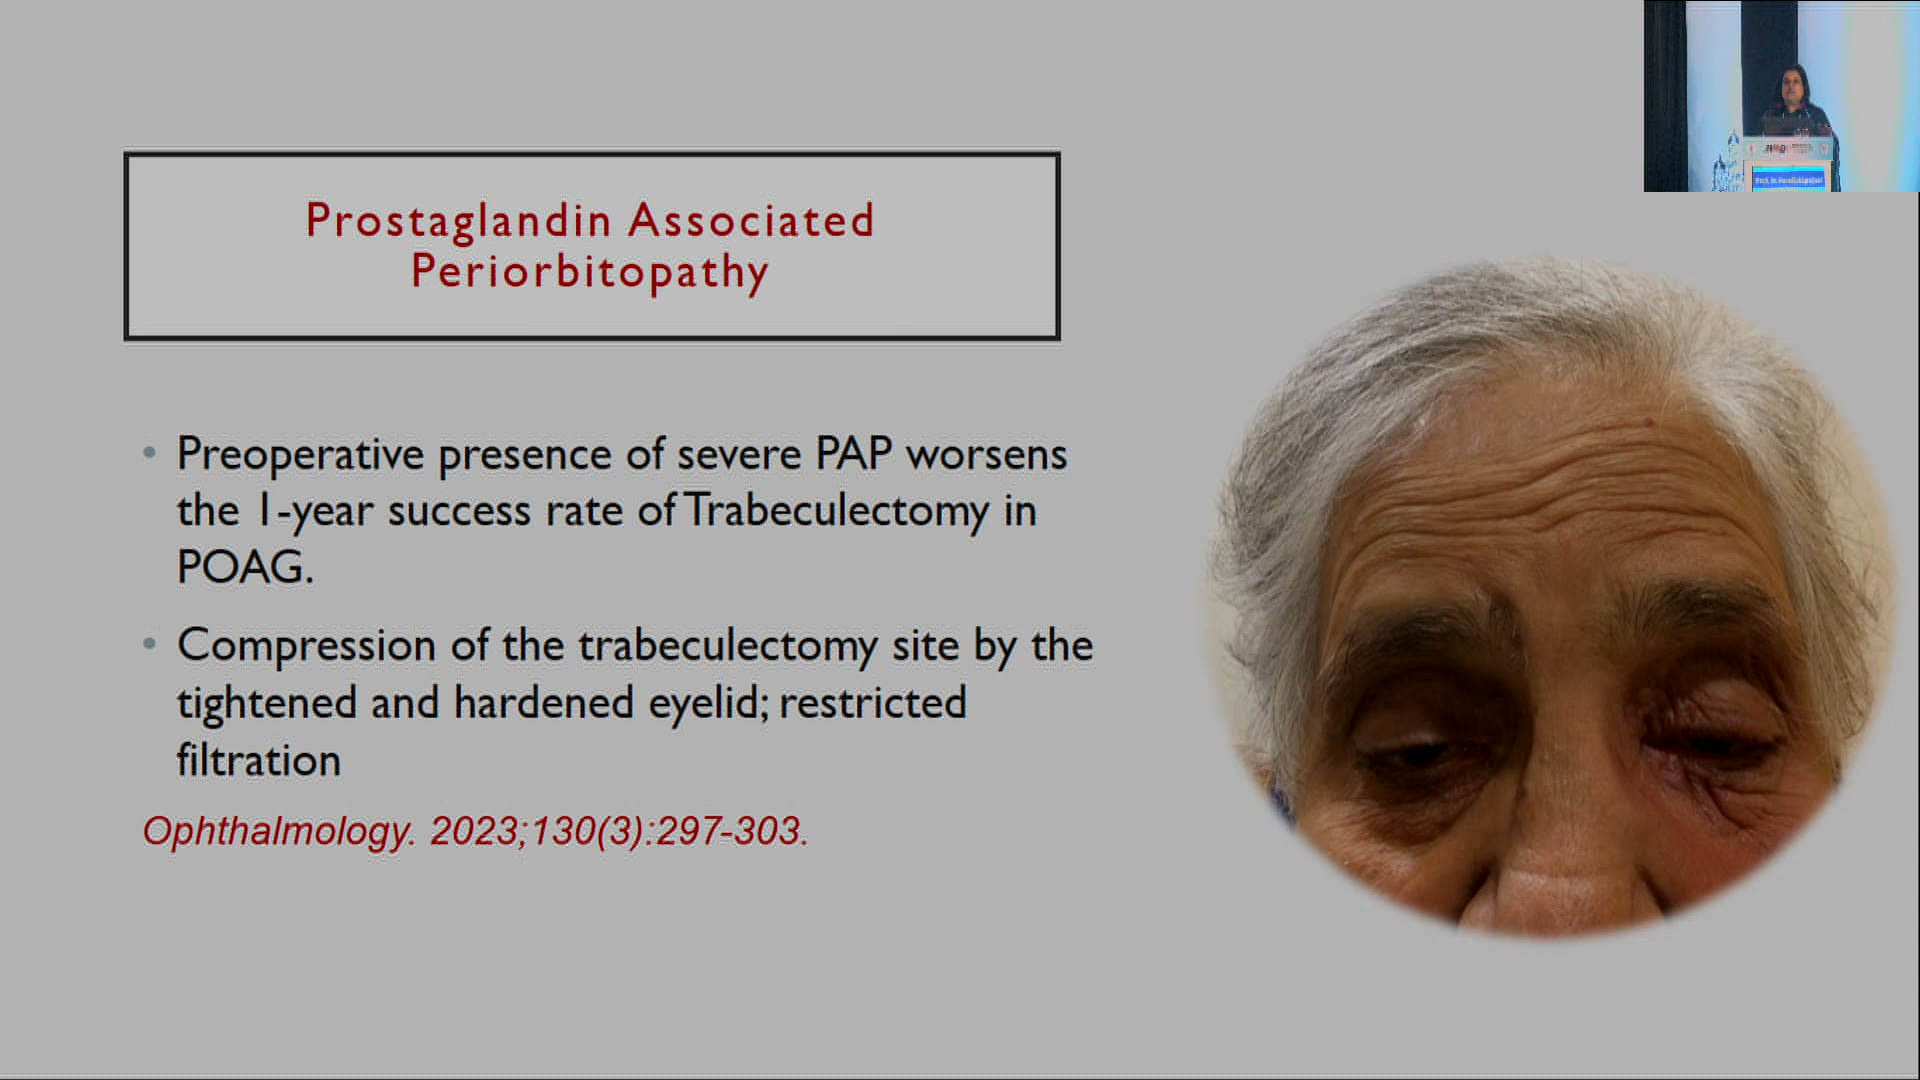 Prostaglandin Associated
Periorbitopathy
• Preoperative presence of severe PAP worsens
the 1-year success rate of Trabeculectomy in
POAG.
• Compression of the trabeculectomy site by the
tightened and hardened eyelid; restricted
filtration
Ophthalmology. 2023;130(3):297-303.